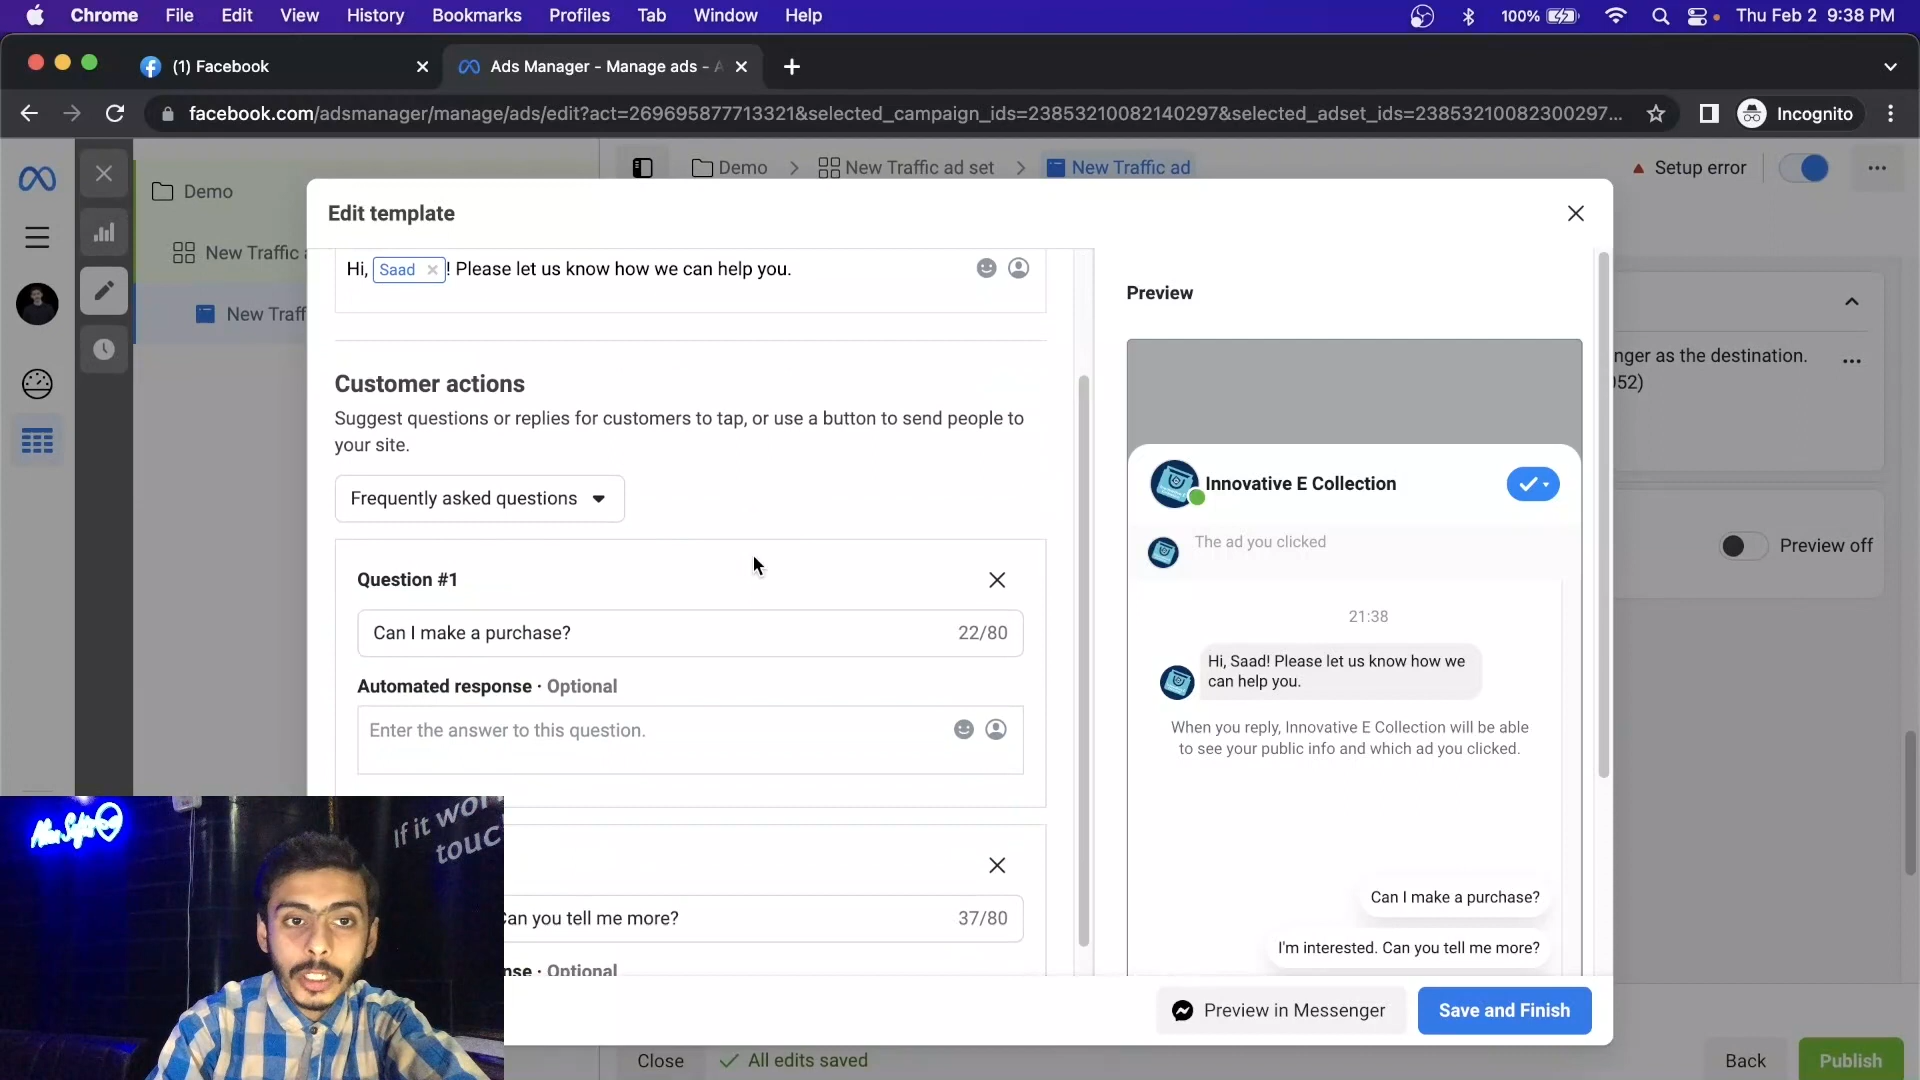 Chrome File Edit View History Bookmarks Profiles Tab Window Help 100% Thu Feb 2 9:38 PM
(1) Facebook
Ads Manager - Manage ads - A
facebook.com/adsmanager/manage/ads/edit?act=269695877713321&selected_campaign_ids=23853210082140297&selected_adset_ids=23853210082300297...
Incognito
Demo
New Traffic a
New Traff
Demo > New Traffic ad set > New Traffic ad
Setup error
Edit template
Hi, Saad ! Please let us know how we can help you.
Customer actions
Suggest questions or replies for customers to tap, or use a button to send people to
your site.
Frequently asked questions
Question #1
Can I make a purchase? 22/80
Automated response · Optional
Enter the answer to this question.
Can you tell me more? 37/80
nse · Optional
Preview
Innovative E Collection
The ad you clicked
21:38
Hi, Saad! Please let us know how we
can help you.
When you reply, Innovative E Collection will be able
to see your public info and which ad you clicked.
Can I make a purchase?
I'm interested. Can you tell me more?
Preview in Messenger
Save and Finish
nger as the destination.
052)
Preview off
Close
All edits saved
Back
Publish
If it wor
touc